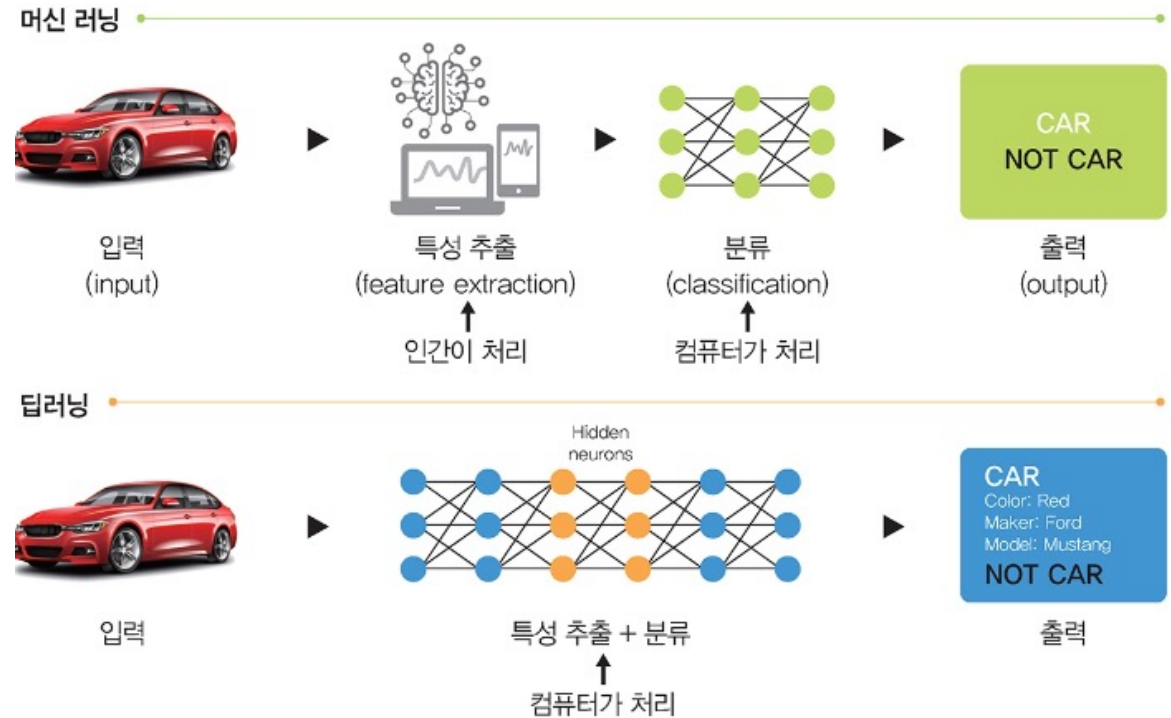 머신 러닝
CAR
NOT CAR
입력
(input)
특성 추출
(feature extraction)
분류
(classification)
출력
(output)
인간이 처리
컴퓨터가 처리
딥러닝
Hidden
neurons
CAR
Color: Red
Maker: Ford
Model: Mustang
NOT CAR
입력
특성 추출 + 분류
출력
컴퓨터가 처리